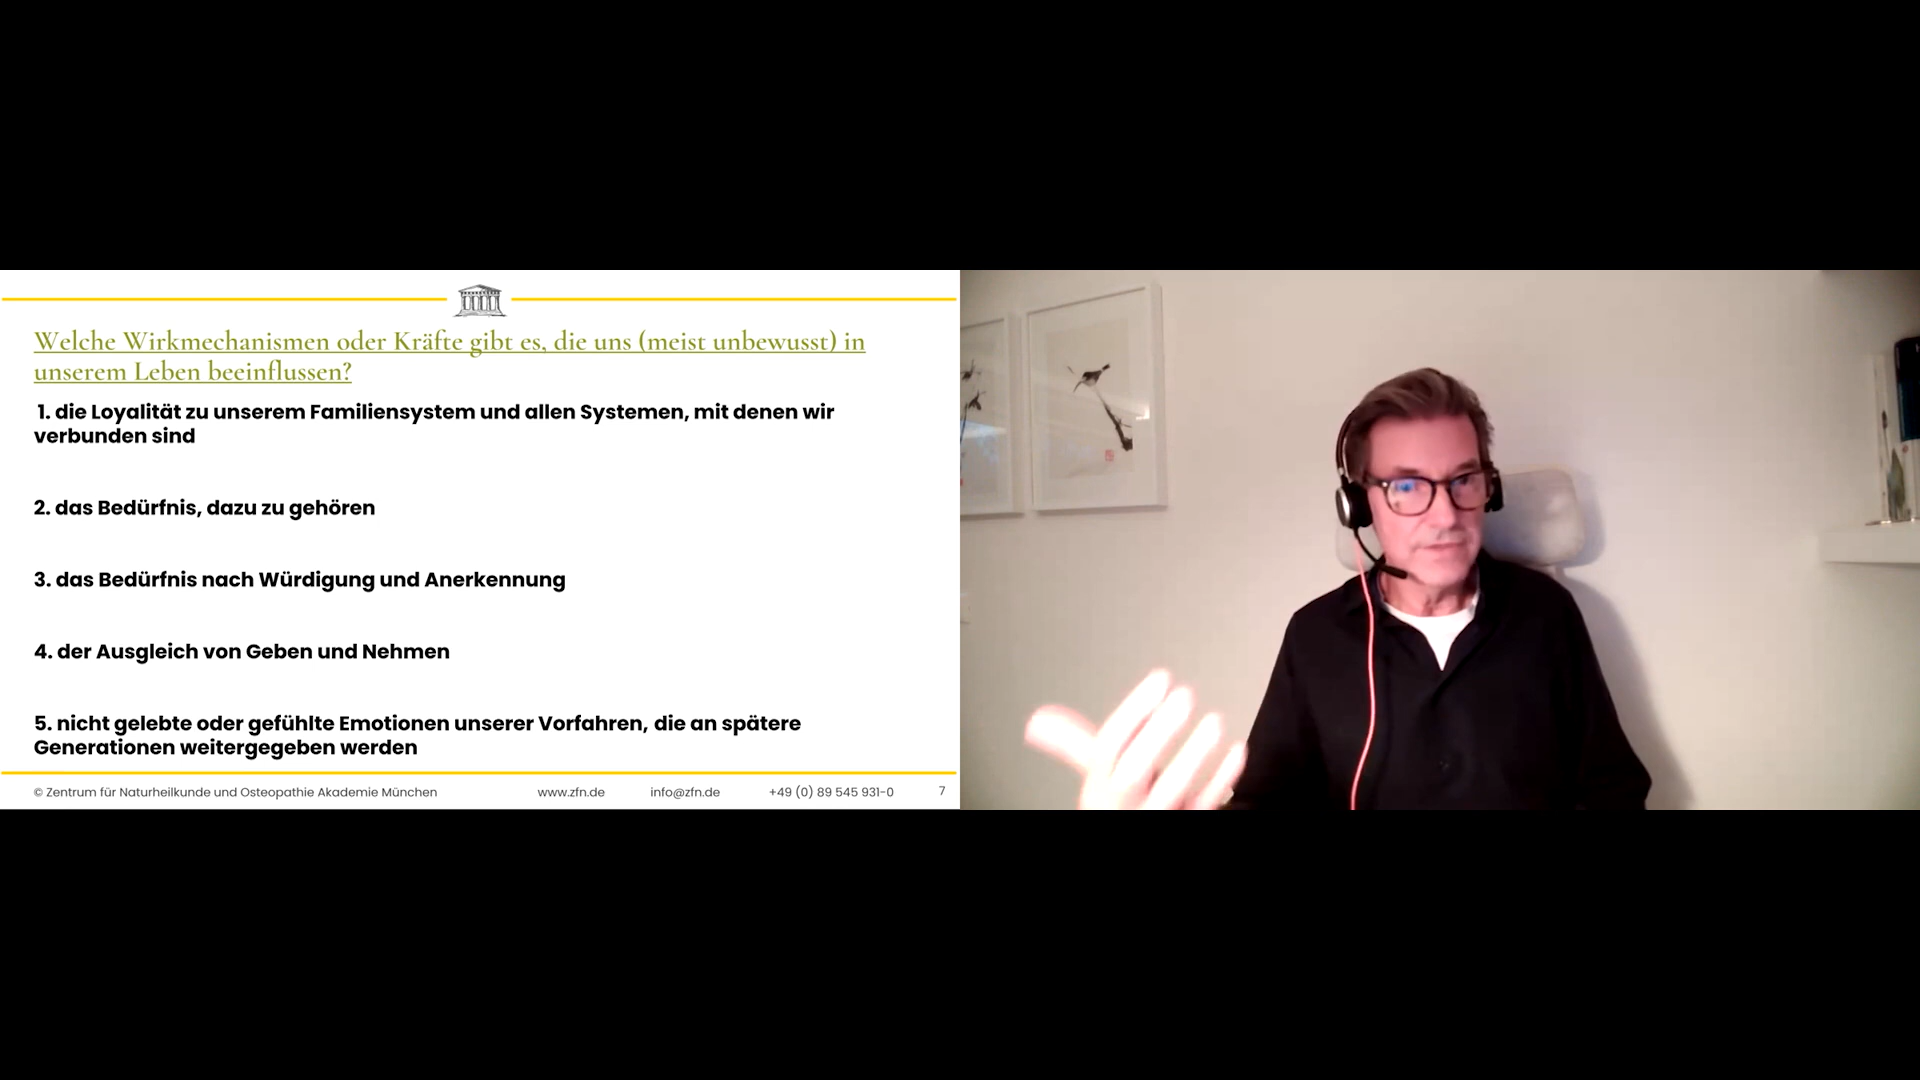 Welche Wirkmechanismen oder Kräfte gibt es, die uns (meist unbewusst) in
unserem Leben beeinflussen?
1. die Loyalität zu unserem Familiensystem und allen Systemen, mit denen wir
verbunden sind
2. das Bedürfnis, dazu zu gehören
3. das Bedürfnis nach Würdigung und Anerkennung
4. der Ausgleich von Geben und Nehmen
5. nicht gelebte oder gefühlte Emotionen unserer Vorfahren, die an spätere
Generationen weitergegeben werden
© Zentrum für Naturheilkunde und Osteopathie Akademie München www.zfn.de info@zfn.de +49 (0) 89 545 931-0 7